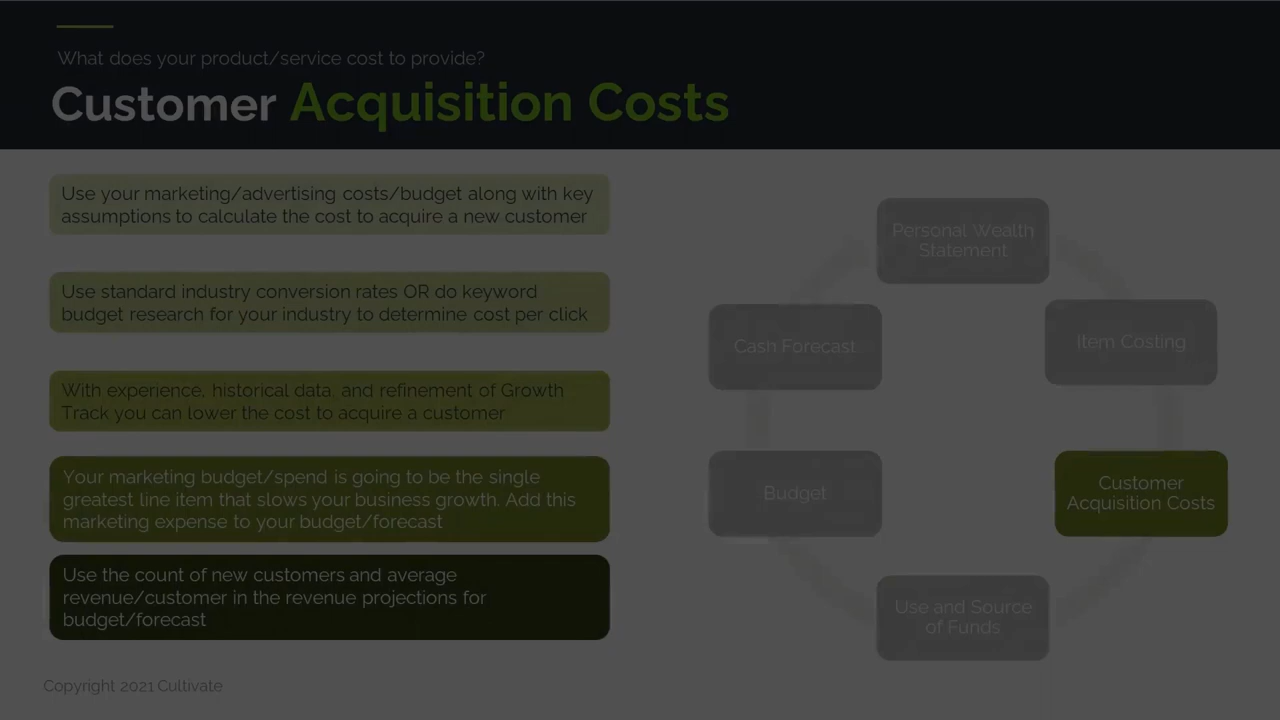 What does your product/service cost to provide?
Customer Acquisition Costs
Use your marketing/advertising costs/budget along with key
assumptions to calculate the cost to acquire a new customer
Use standard industry conversion rates OR do keyword
budget research for your industry to determine cost per click
With experience, historical data, and refinement of Growth
Track you can lower the cost to acquire a customer
Your marketing budget/spend is going to be the single
greatest line item that slows your business growth. Add this
marketing expense to your budget/forecast
Use the count of new customers and average
revenue/customer in the revenue projections for
budget/forecast
Personal Wealth
Statement
Item Costing
Customer
Acquisition Costs
Use and Source
of Funds
Budget
Cash Forecast
Copyright 2021 Cultivate